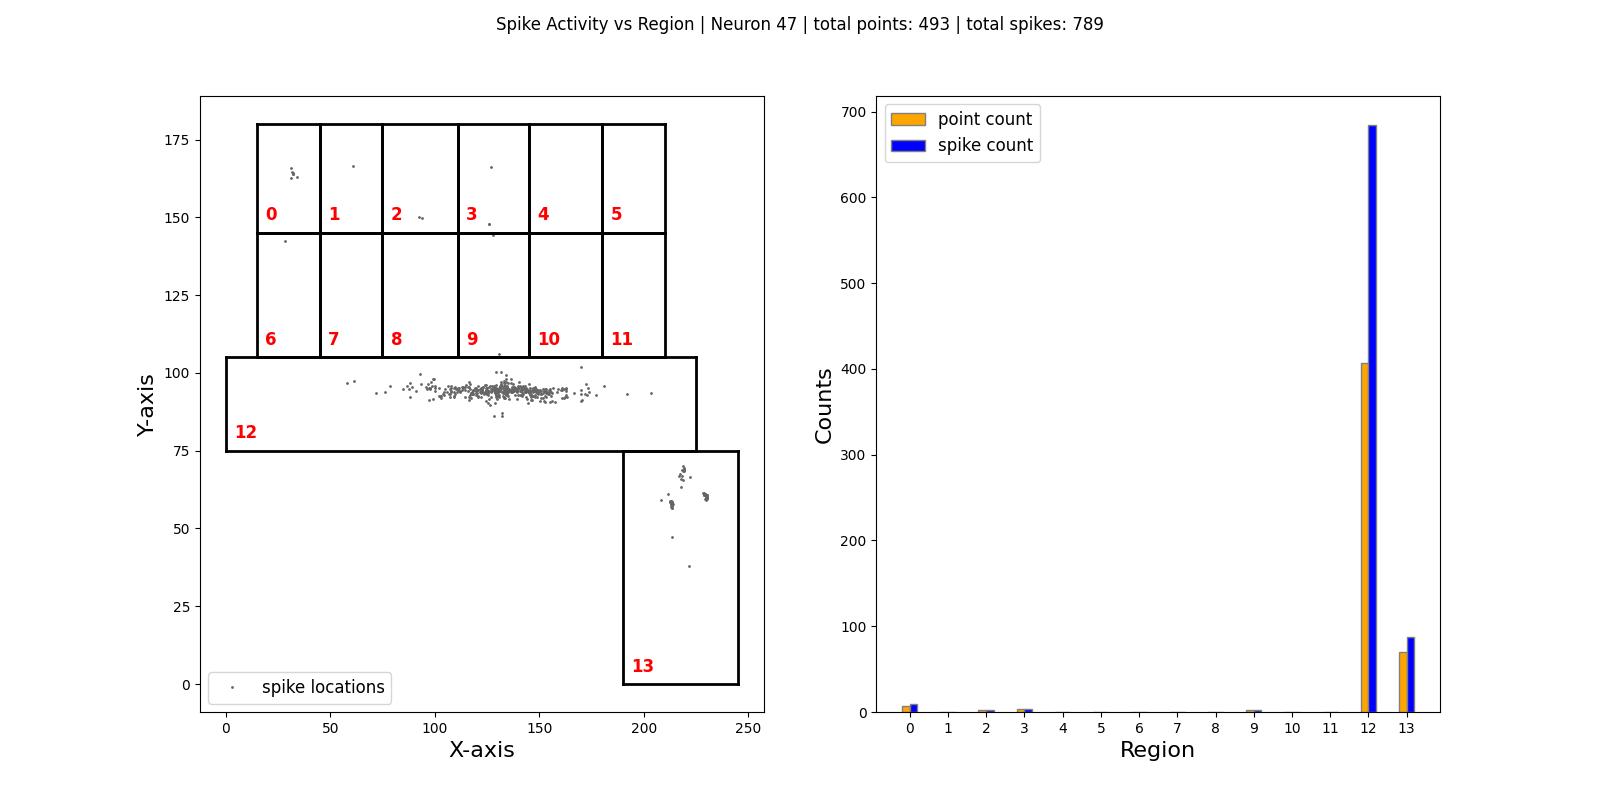 Spike Activity vs Region | Neuron 47 | total points: 493 | total spikes: 789
175
150
125
100
75
50
25
0
Y-axis
0 1 2 3 4 5
6 7 8 9 10 11
12
13
spike locations
0 50 100 150 200 250
X-axis
700
600
500
400
300
200
100
0
Counts
point count
spike count
0 1 2 3 4 5 6 7 8 9 10 11 12 13
Region